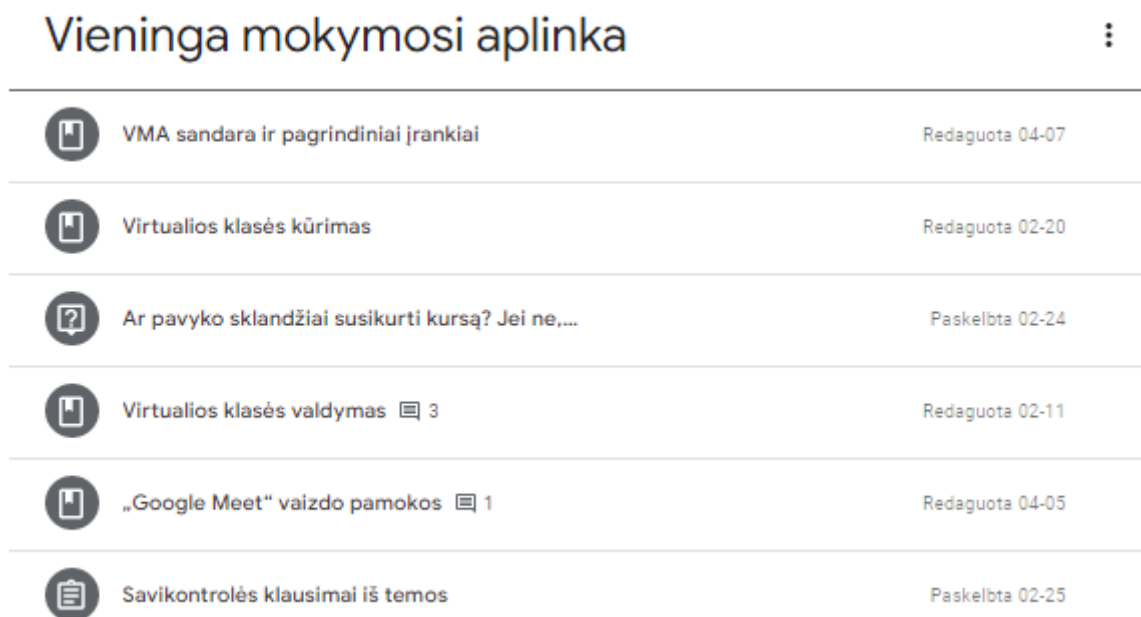 Vieninga mokymosi aplinka
VMA sandara ir pagrindiniai įrankiai Redaguota 04-07
Virtualios klasės kūrimas Redaguota 02-20
Ar pavyko sklandžiai susikurti kursą? Jei ne,... Paskelbta 02-24
Virtualios klasės valdymas 3 Redaguota 02-11
„Google Meet“ vaizdo pamokos 1 Redaguota 04-05
Savikontrolės klausimai iš temos Paskelbta 02-25